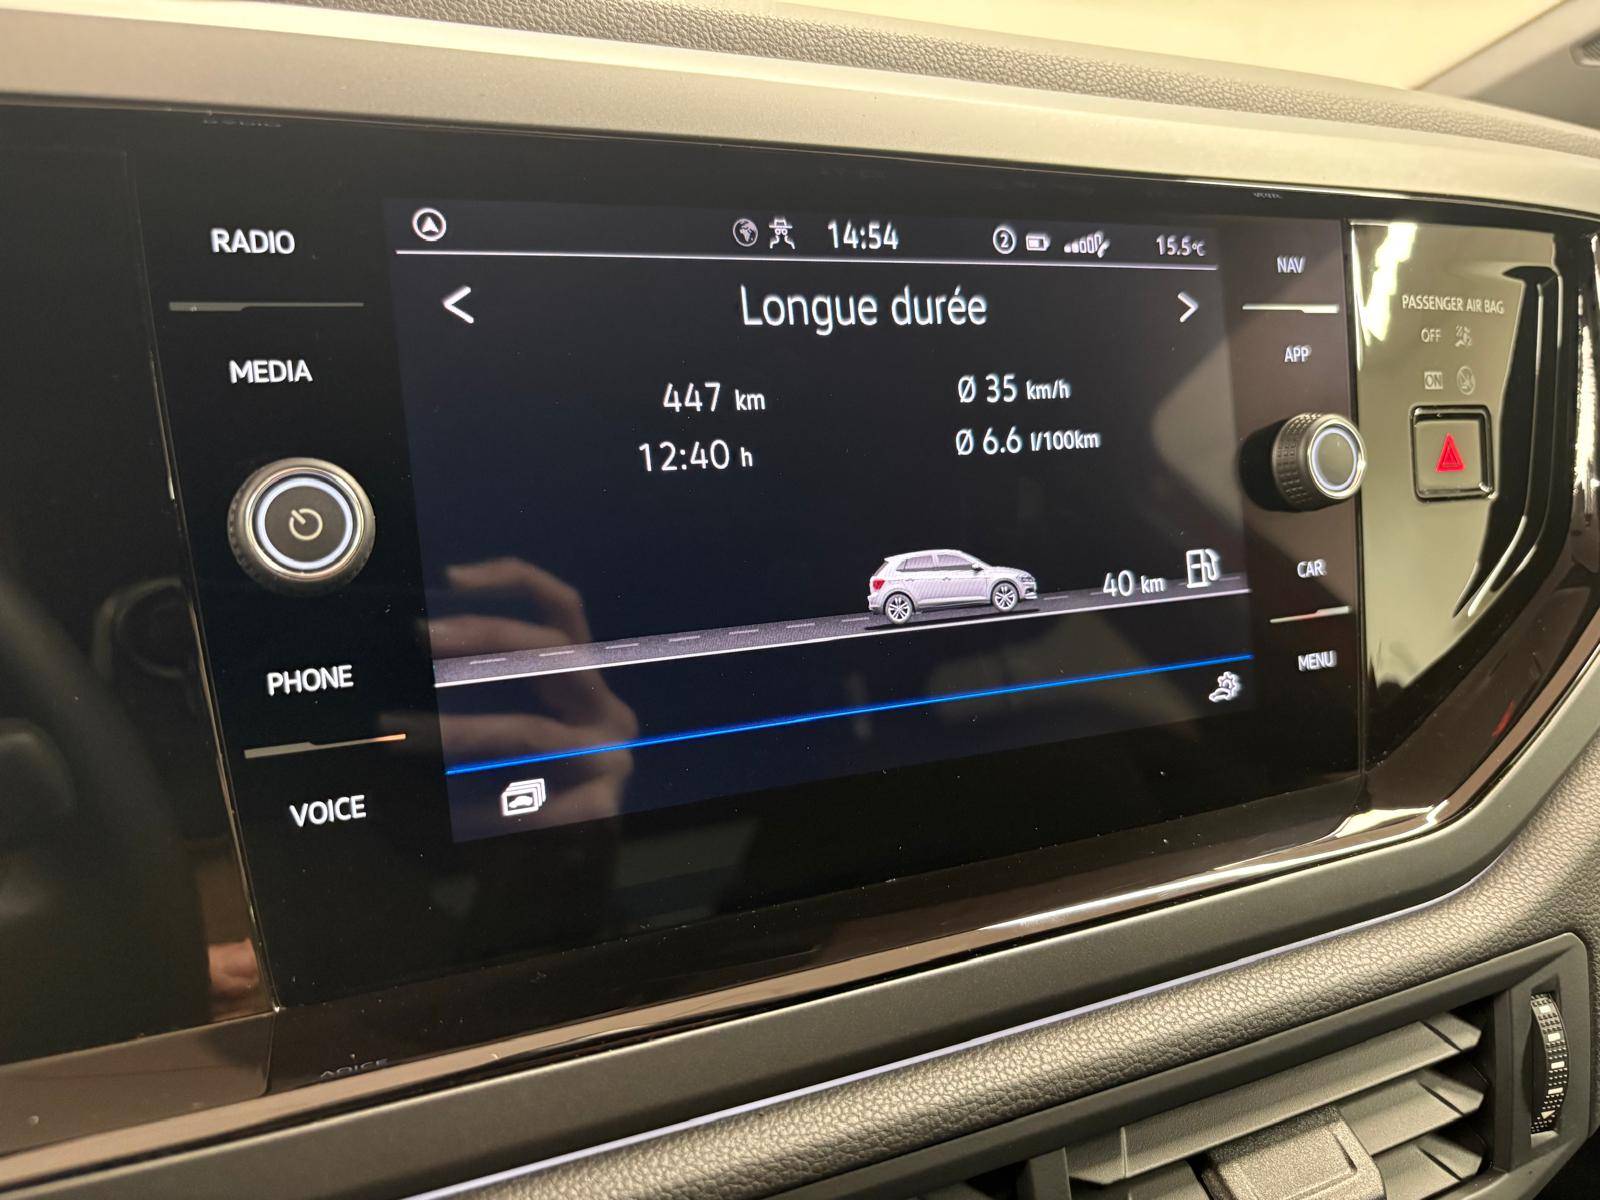 RADIO
MEDIA
PHONE
VOICE
14:54
2
15.5°C
< Longue durée >
447 km
Ø 35 km/h
12:40 h
Ø 6.6 l/100km
40 km
NAV
APP
CAR
MENU
PASSENGER AIR BAG
OFF
ON